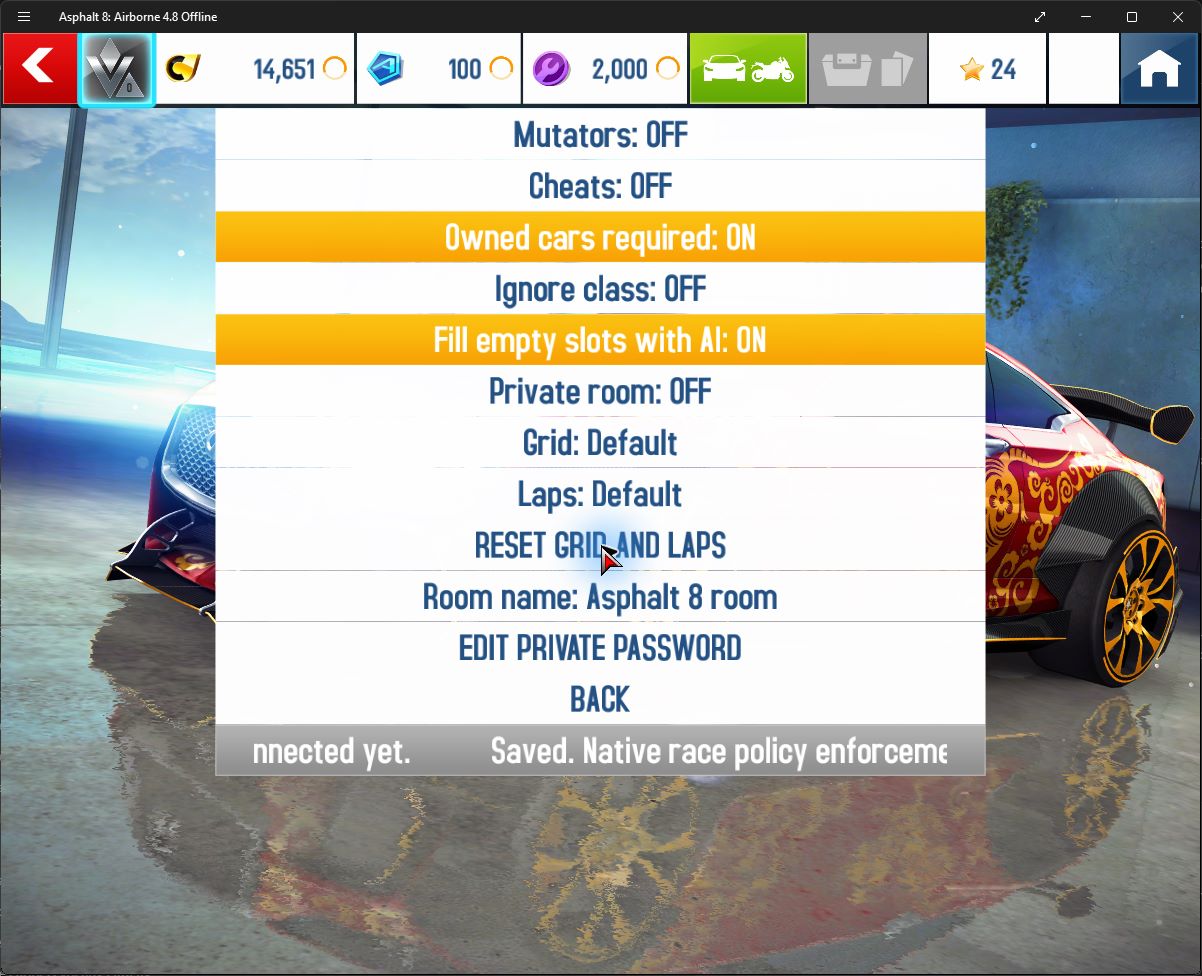 Asphalt 8: Airborne 4.8 Offline
14,651
100
2,000
24
0
Mutators: OFF
Cheats: OFF
Owned cars required: ON
Ignore class: OFF
Fill empty slots with AI: ON
Private room: OFF
Grid: Default
Laps: Default
RESET GRID AND LAPS
Room name: Asphalt 8 room
EDIT PRIVATE PASSWORD
BACK
nnected yet. Saved. Native race policy enforceme